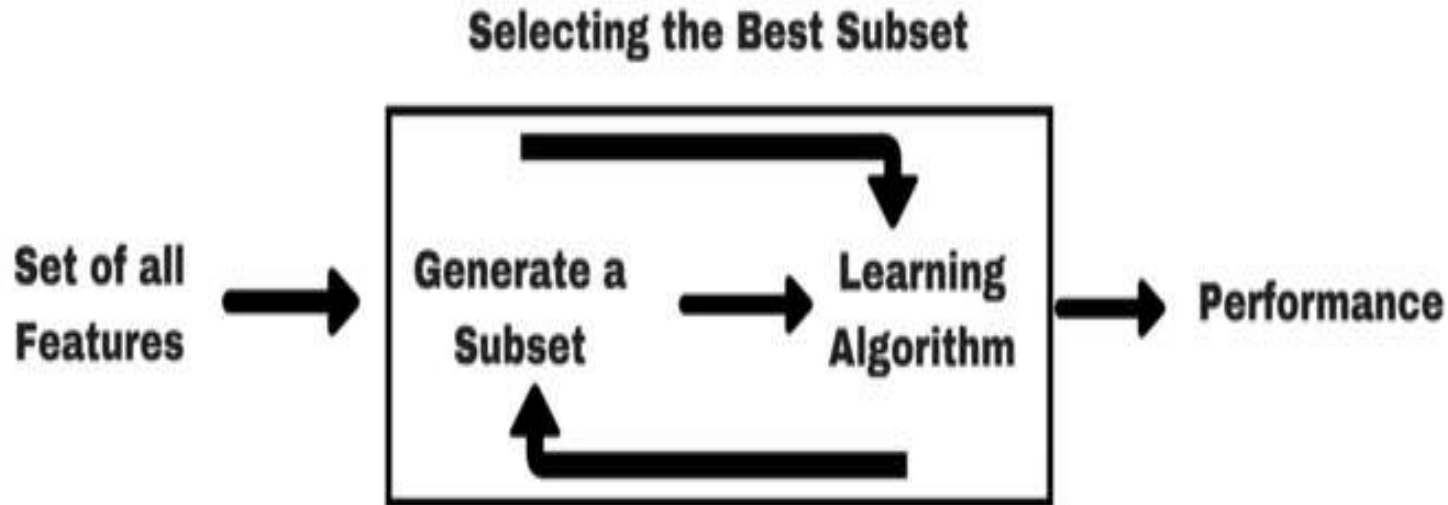 Selecting the Best Subset
Set of all
Features
Generate a
Subset
Learning
Algorithm
Performance